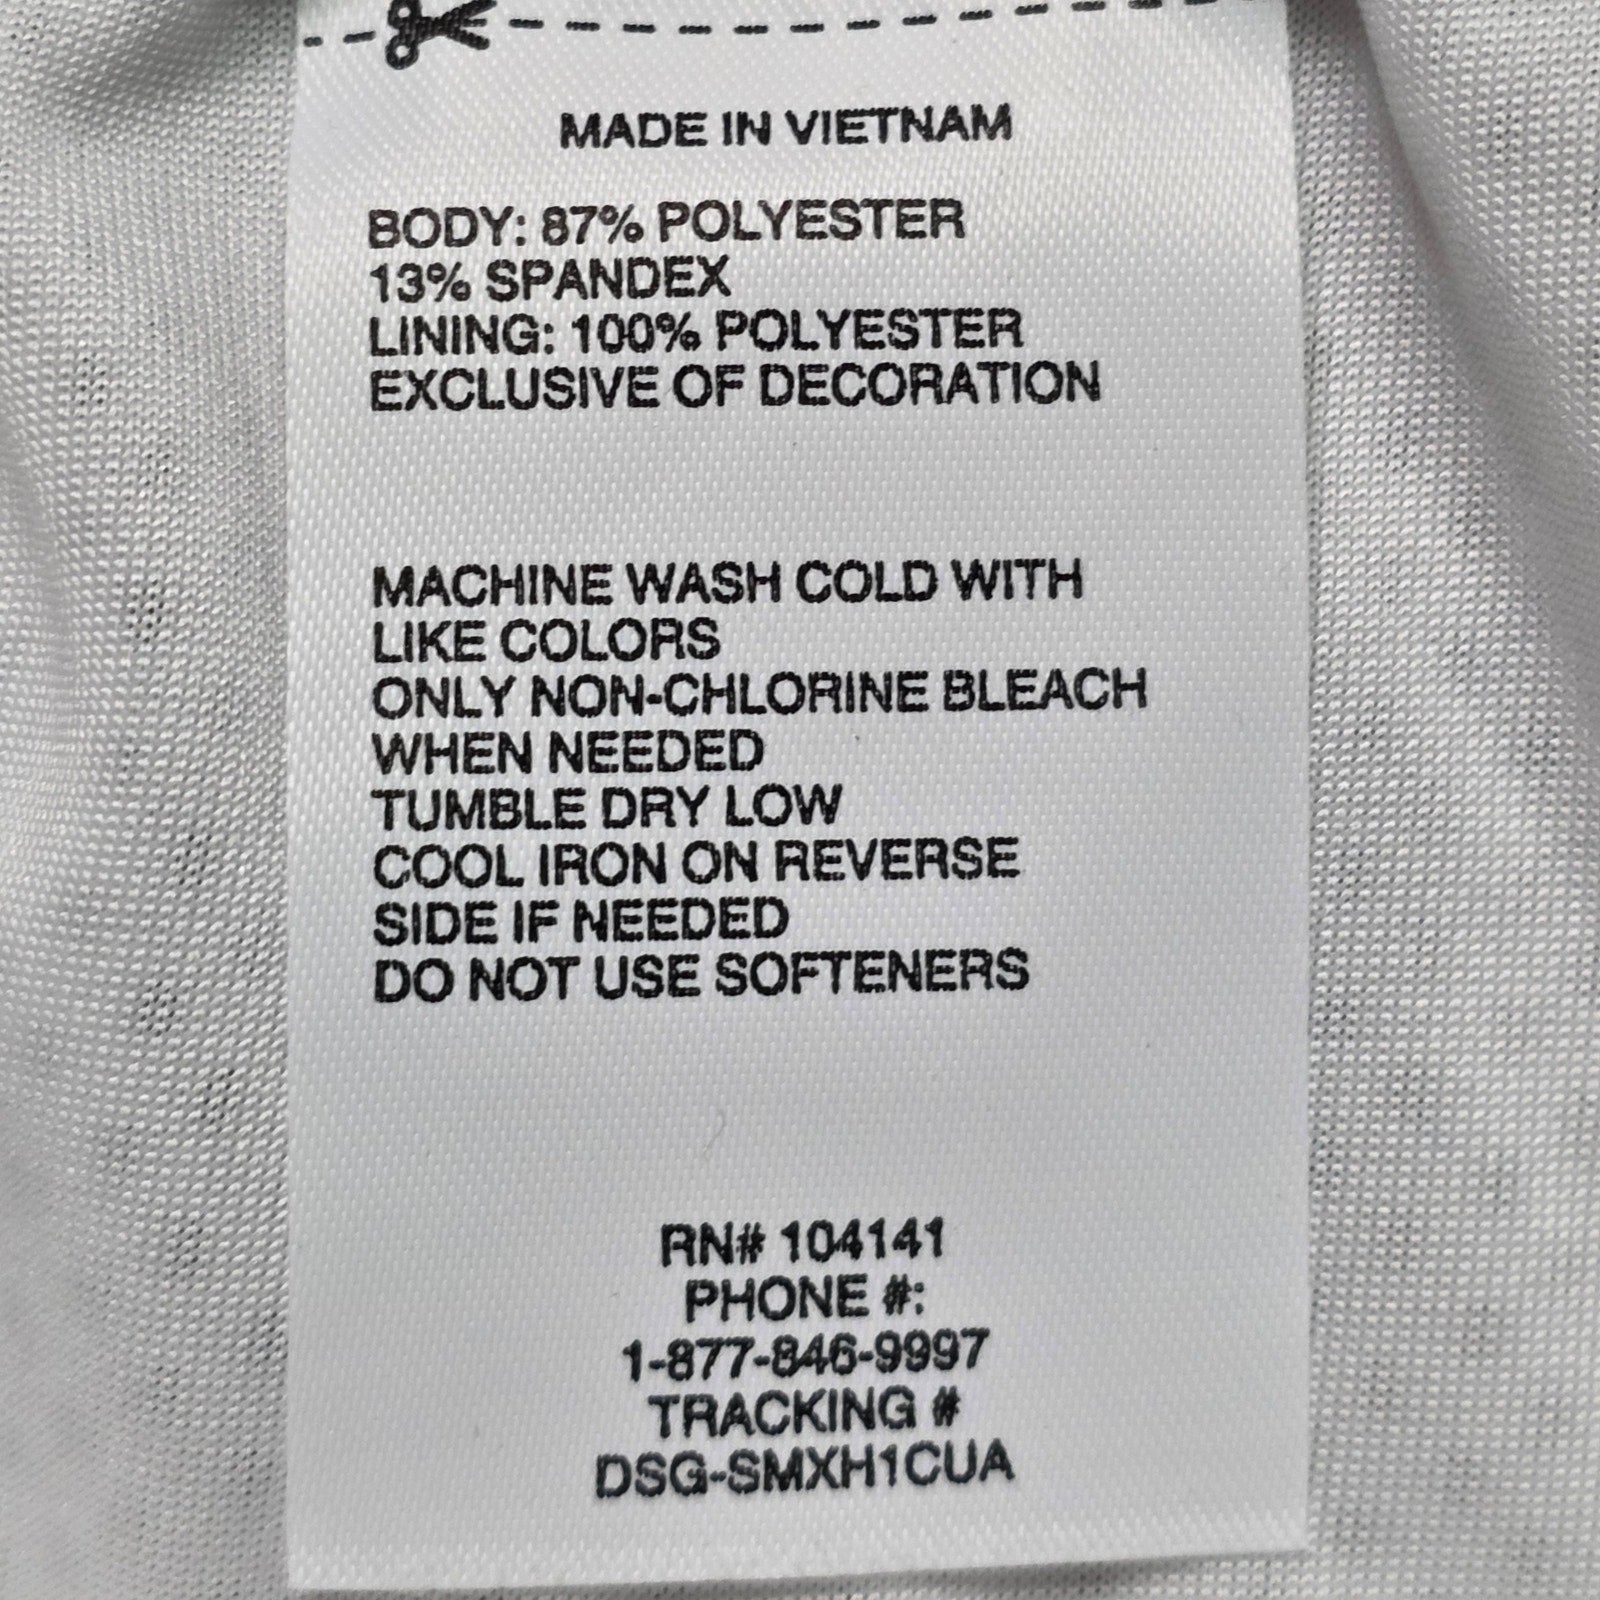 MADE IN VIETNAM
BODY: 87% POLYESTER
13% SPANDEX
LINING: 100% POLYESTER
EXCLUSIVE OF DECORATION
MACHINE WASH COLD WITH
LIKE COLORS
ONLY NON-CHLORINE BLEACH
WHEN NEEDED
TUMBLE DRY LOW
COOL IRON ON REVERSE
SIDE IF NEEDED
DO NOT USE SOFTENERS
RN# 104141
PHONE #:
1-877-846-9997
TRACKING #
DSG-SMXH1CUA